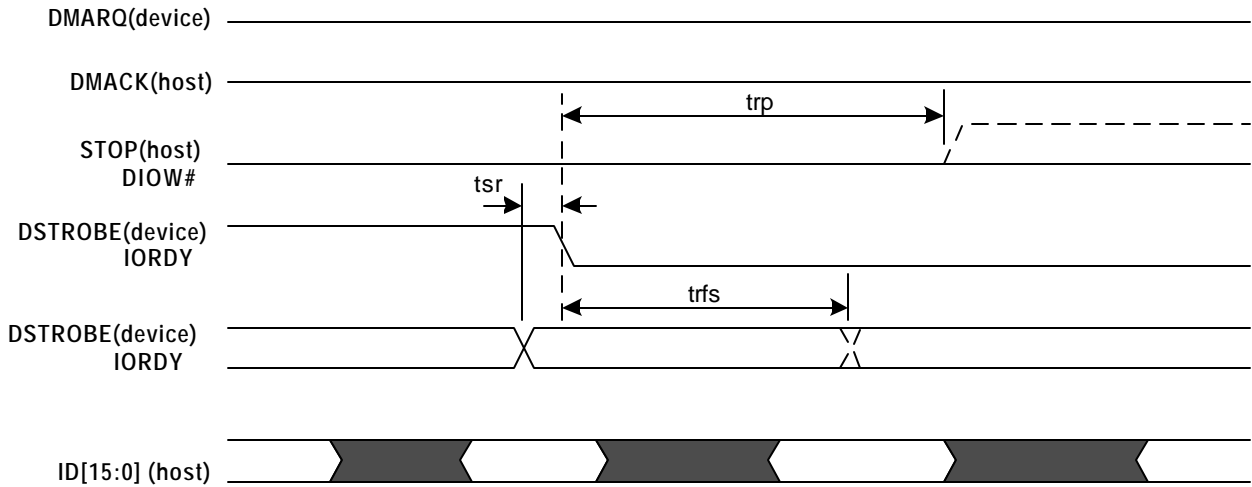 DMARQ(device)
DMACK(host)
trp
STOP(host)
DIOW#
tsr
DSTROBE(device)
IORDY
trfs
DSTROBE(device)
IORDY
ID[15:0] (host)